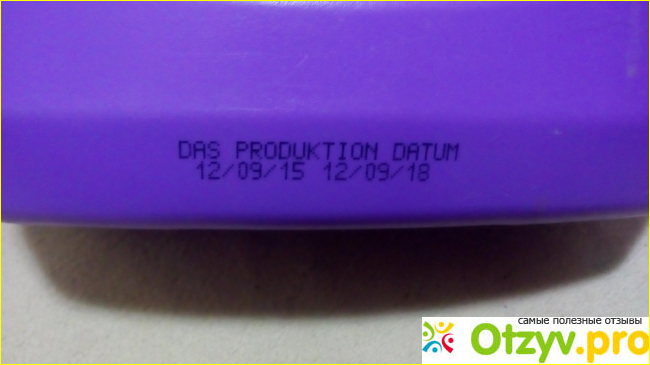 DAS PRODUKTION DATUM
12/09/15 12/09/18
самые полезные отзывы
Otzyv.pro